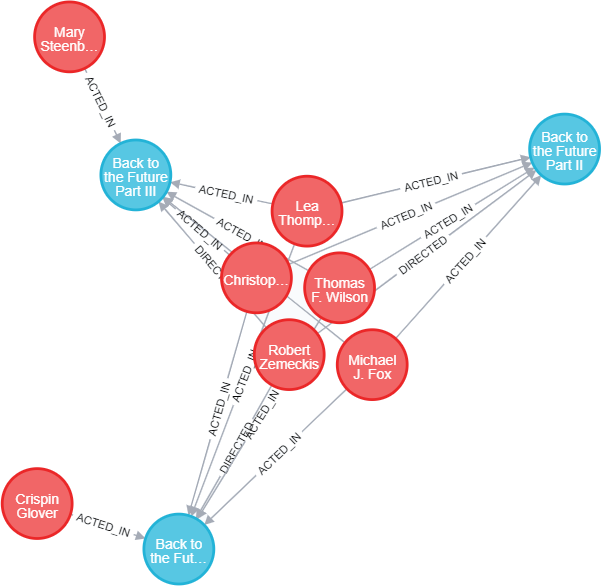 Mary
Steenb...
ACTED_IN
Back to
the Future
Part III
Back to
the Future
Part II
ACTED_IN
ACTED_IN
Lea
Thomp...
ACTED_IN
ACTED_IN
ACTED_IN
ACTED_IN
DIRECTED
ACTED_IN
DIRECTED
Christop...
Thomas
F. Wilson
Robert
Zemeckis
Michael
J. Fox
ACTED_IN
ACTED_IN
DIRECTED
ACTED_IN
ACTED_IN
Crispin
Glover
ACTED_IN
Back to
the Fut...